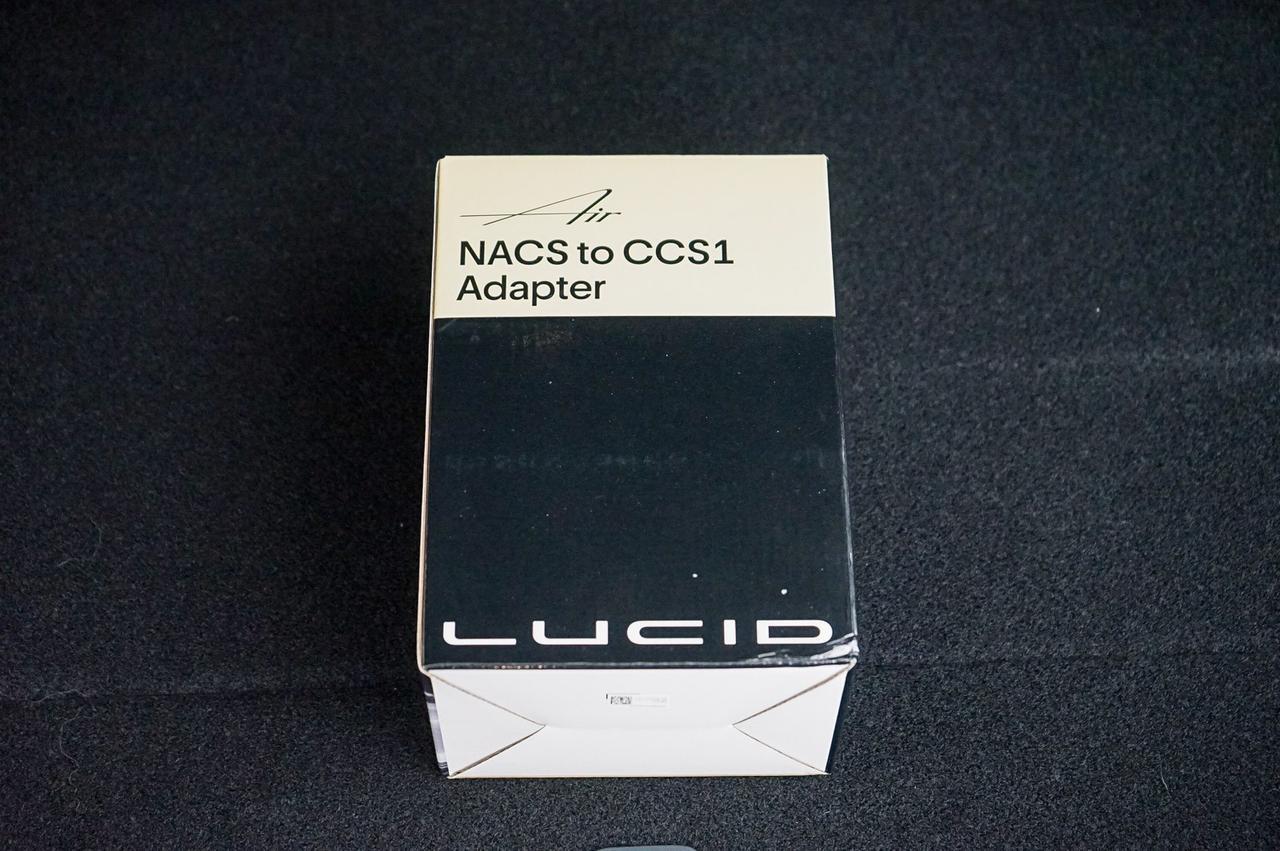 Air
NACS to CCS1
Adapter
LUCID